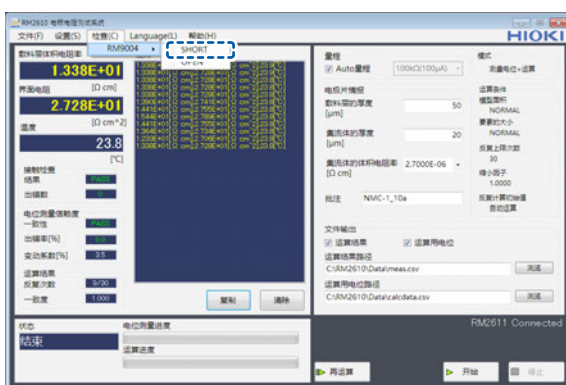 RM2610 电极电阻测试系统
文件(F) 设置(S) 检查(C) Language(L) 帮助(H)
HIOKI
RM9004
SHORT
OPEN
敷料层体积电阻率
1.338E+01
[Ω cm]
界面电阻
2.728E+01
[Ω cm^2]
温度
23.8
[℃]
接触检查
结果 PASS
出错数 0
电位测量信赖度
一致性 PASS
出错率[%] 0.0
变动系数[%] 3.5
运算结果
反复次数 9/30
一致度 1.000
复制 清除
量程
Auto量程 100kΩ(100μA)
模式
测量电位+运算
电极片情报
敷料层的厚度 50
[μm]
集流体的厚度 20
[μm]
集流体的体积电阻率 2.7000E-06
[Ω cm]
批注 NMC-1_10a
运算条件
模型面积
NORMAL
要素的大小
NORMAL
反复上限次数
30
缩小因子
1.0000
反复计算初始值
自动运算
文件输出
运算结果 运算用电位
运算结果路径
C:\RM2610\Data\meas.csv 浏览
运算用电位路径
C:\RM2610\Data\calcdata.csv 浏览
状态
结束
电位测量进度
运算进度
RM2611 Connected
再运算 开始 停止